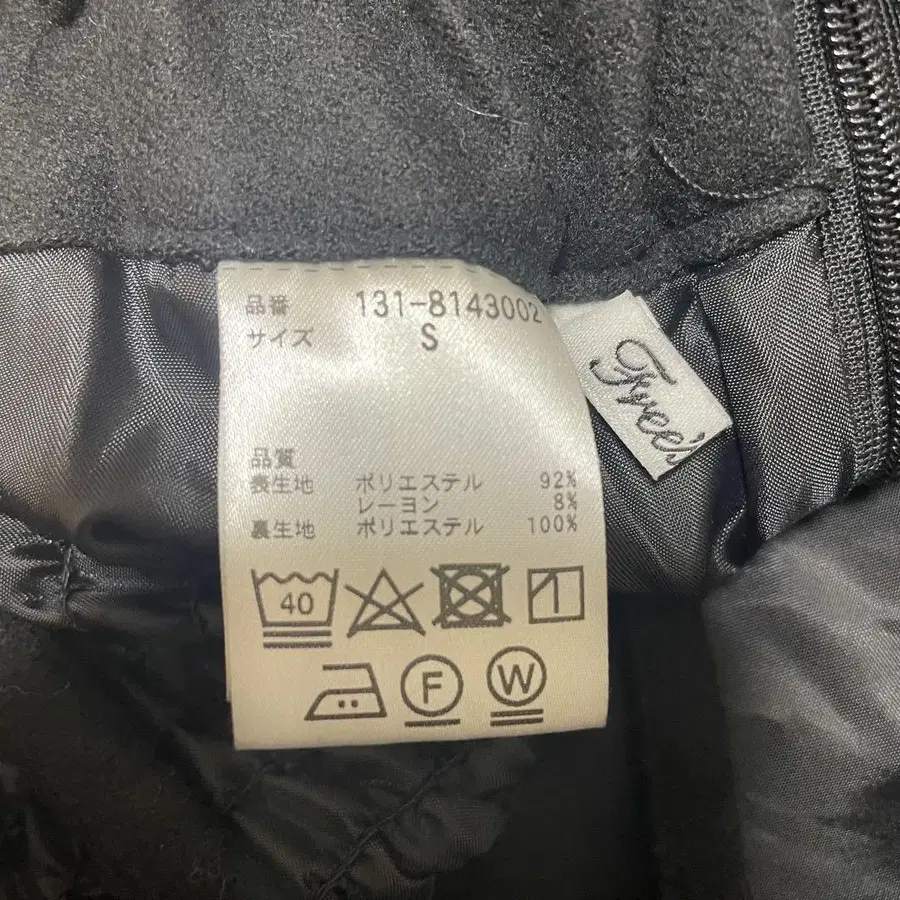 品番 131-8143002
サイズ S
Tyree's
品質
表生地 ポリエステル 92%
レーヨン 8%
裏生地 ポリエステル 100%
40
F
W